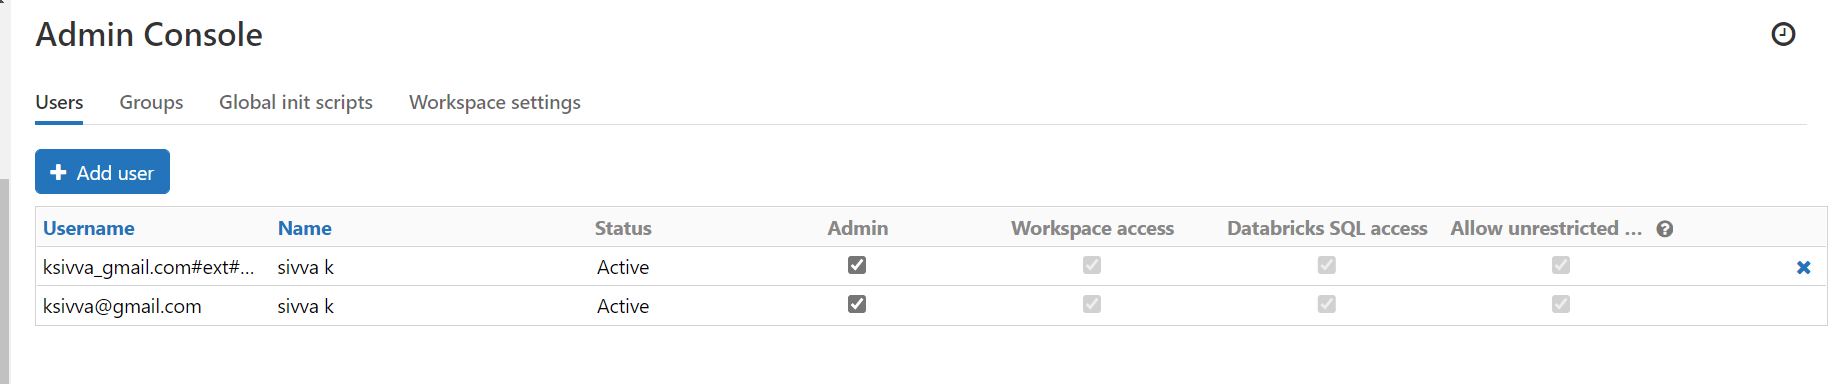 Admin Console
Users Groups Global init scripts Workspace settings
Add user
Username Name Status Admin Workspace access Databricks SQL access Allow unrestricted ...
ksivva_gmail.com#ext#... sivva k Active
ksivva@gmail.com sivva k Active